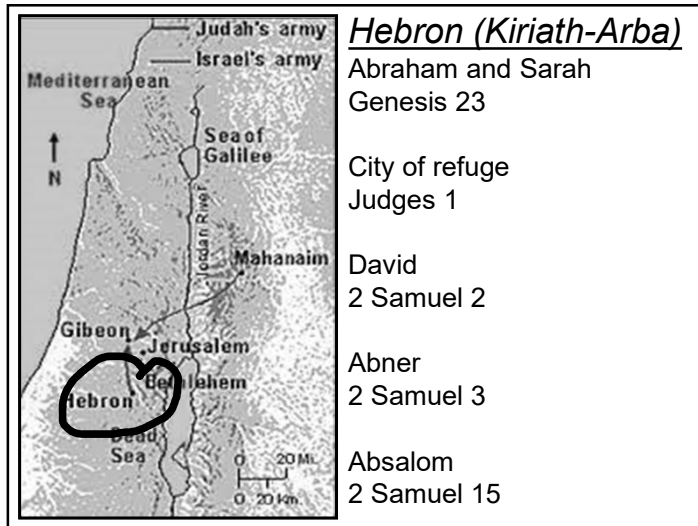 Judah's army
Israel's army
Mediterranean
Sea
Sea of
Galilee
N
Jordan River
Mahanaim
Gibeon
Jerusalem
Bethlehem
Hebron
Dead
Sea
0 20 Mi.
0 20 Km.
Hebron (Kiriath-Arba)
Abraham and Sarah
Genesis 23
City of refuge
Judges 1
David
2 Samuel 2
Abner
2 Samuel 3
Absalom
2 Samuel 15